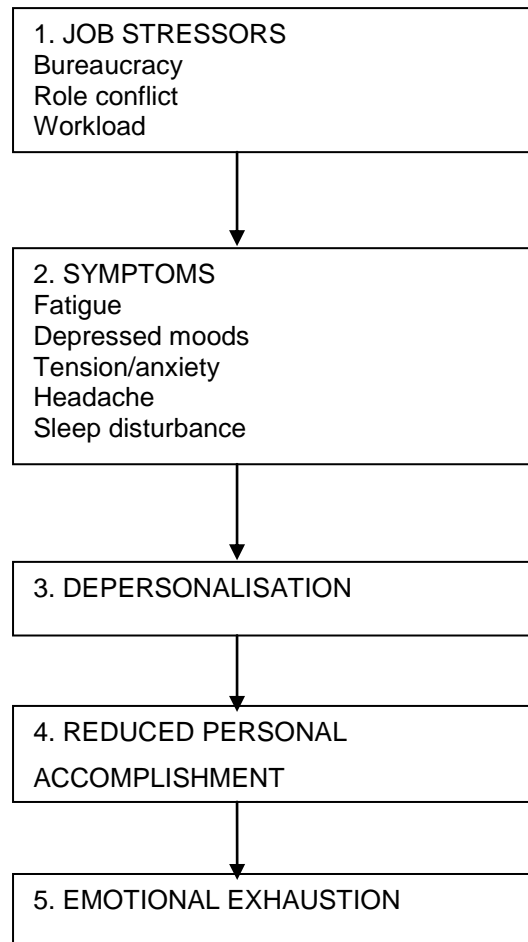 1. JOB STRESSORS
Bureaucracy
Role conflict
Workload
2. SYMPTOMS
Fatigue
Depressed moods
Tension/anxiety
Headache
Sleep disturbance
3. DEPERSONALISATION
4. REDUCED PERSONAL
ACCOMPLISHMENT
5. EMOTIONAL EXHAUSTION